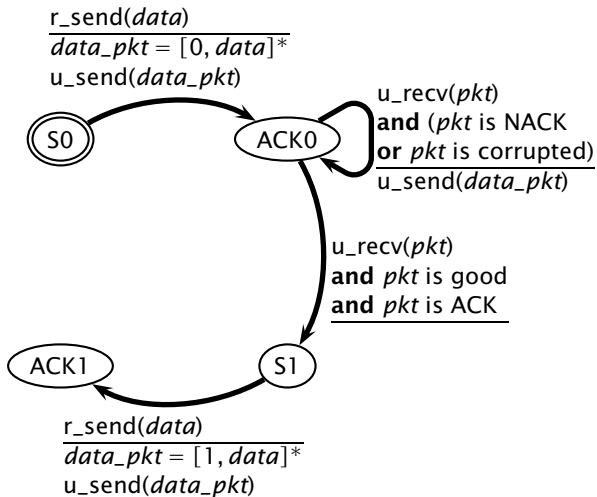 r_send(data)
data_pkt = [0, data]*
u_send(data_pkt)
S0
ACK0
u_recv(pkt)
and (pkt is NACK
or pkt is corrupted)
u_send(data_pkt)
u_recv(pkt)
and pkt is good
and pkt is ACK
ACK1
S1
r_send(data)
data_pkt = [1, data]*
u_send(data_pkt)